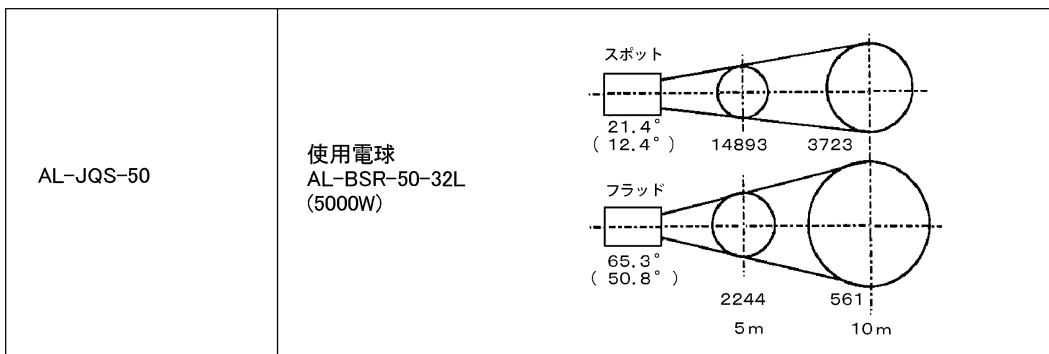 AL-JQS-50
使用電球
AL-BSR-50-32L
(5000W)
スポット
21.4°
( 12.4° )
14893 3723
フラッド
65.3°
( 50.8° )
2244 561
5m 10m